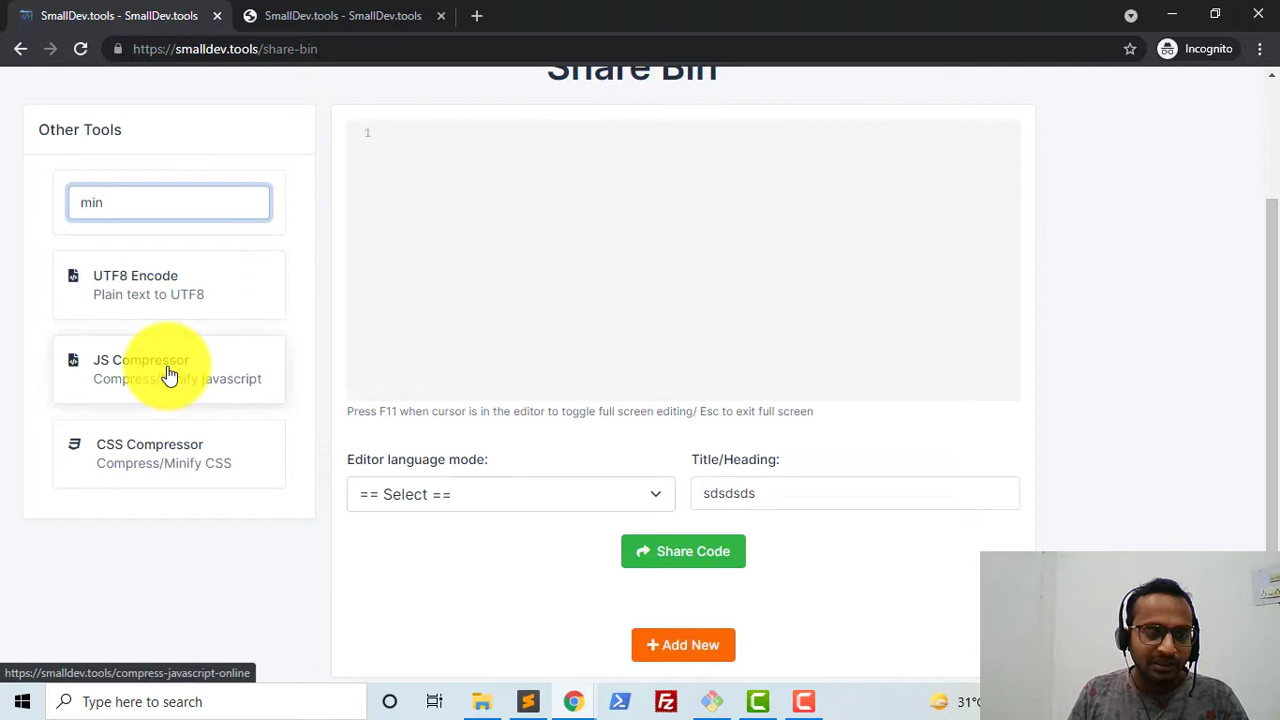 SmallDev.tools - SmallDev.tools
SmallDev.tools - SmallDev.tools
https://smalldev.tools/share-bin
Incognito
Share Bin
Other Tools
min
UTF8 Encode
Plain text to UTF8
JS Compressor
Compress/Minify javascript
CSS Compressor
Compress/Minify CSS
1
Press F11 when cursor is in the editor to toggle full screen editing/ Esc to exit full screen
Editor language mode:
Title/Heading:
== Select ==
sdsdsds
Share Code
Add New
https://smalldev.tools/compress-javascript-online
Type here to search
31°